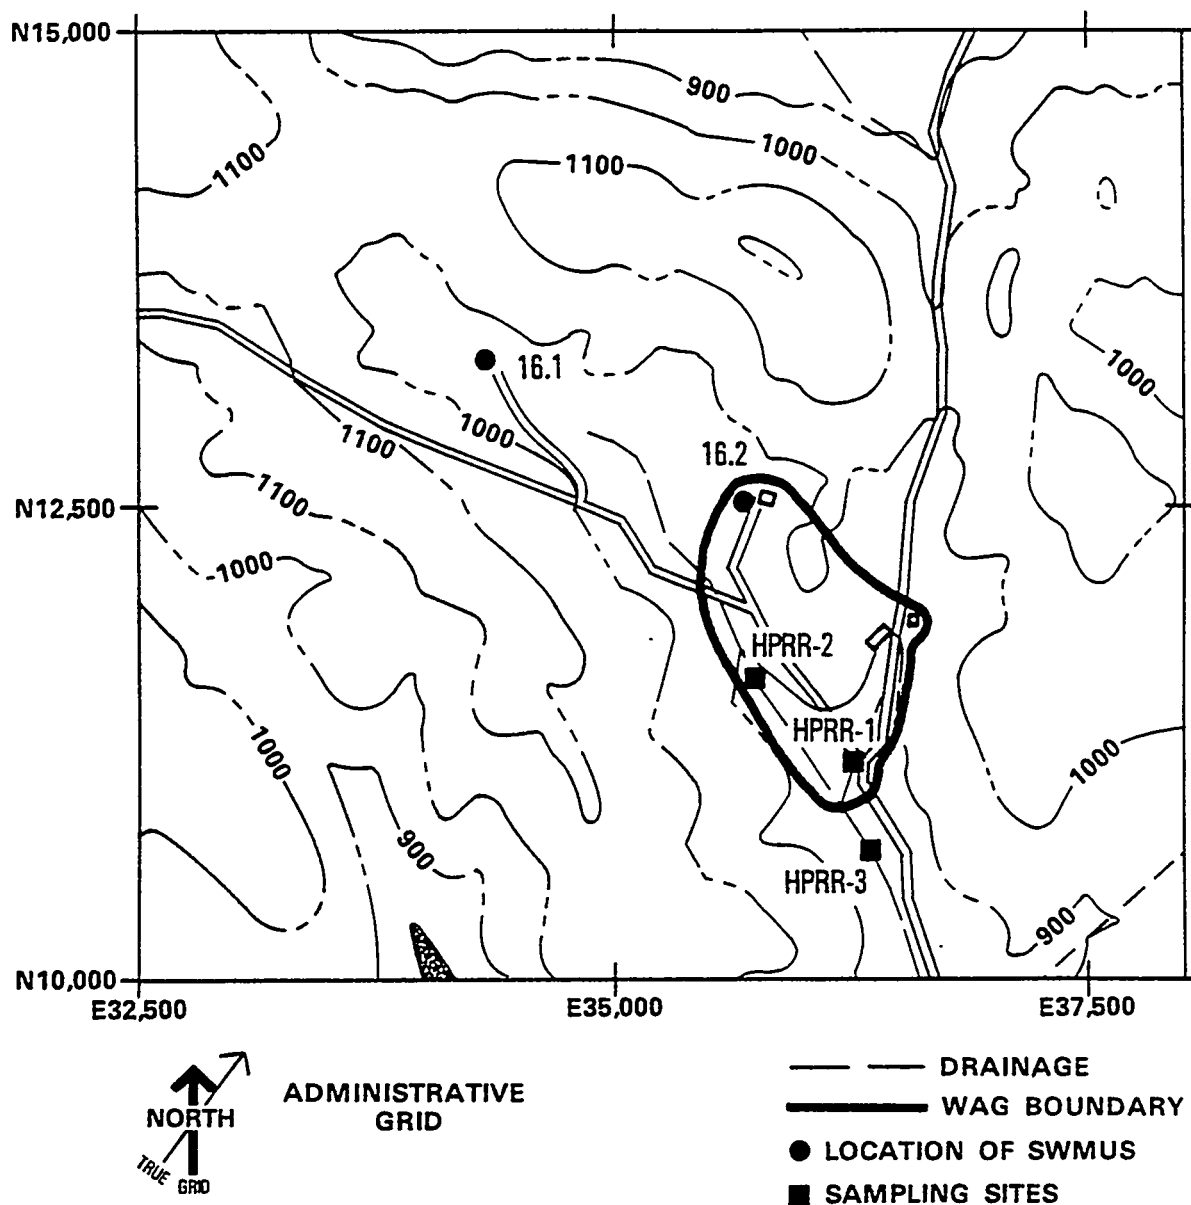 N15,000
900
1000
1100
1100
1000
16.1
1000
1100
16.2
1100
N12,500
1000
HPRR-2
HPRR-1
1000
1000
900
HPRR-3
900
N10,000
E32,500
E35,000
E37,500
NORTH
TRUE
GRID
ADMINISTRATIVE
GRID
DRAINAGE
WAG BOUNDARY
LOCATION OF SWMUS
SAMPLING SITES